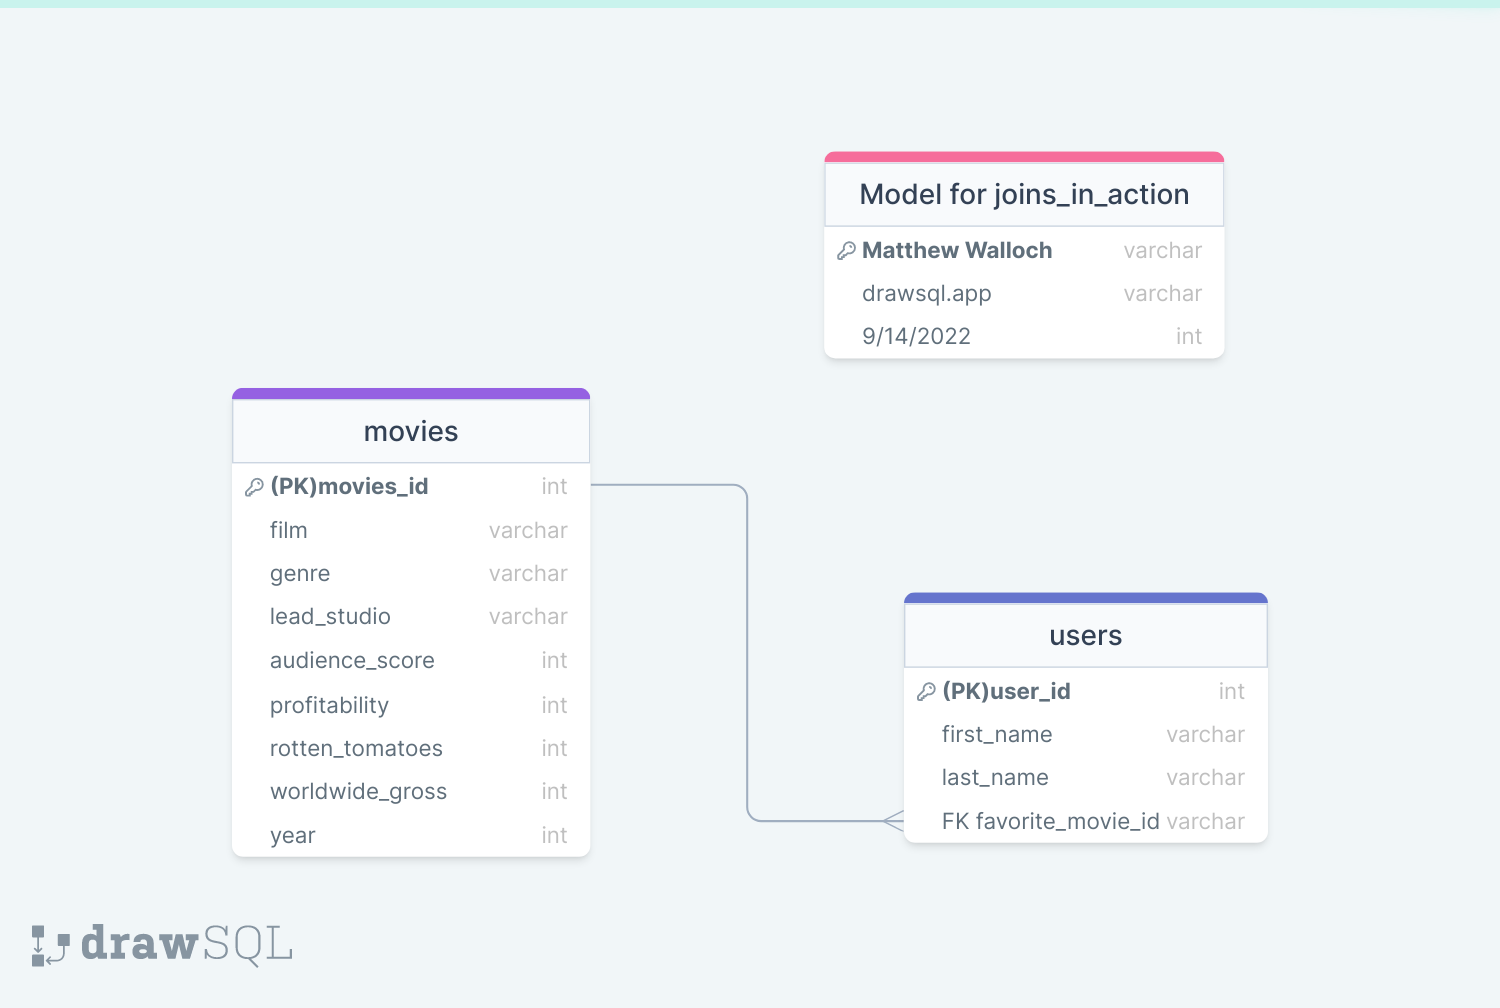 Model for joins_in_action
Matthew Walloch varchar
drawsql.app varchar
9/14/2022 int
movies
(PK)movies_id int
film varchar
genre varchar
lead_studio varchar
audience_score int
profitability int
rotten_tomatoes int
worldwide_gross int
year int
users
(PK)user_id int
first_name varchar
last_name varchar
FK favorite_movie_id varchar
drawSQL